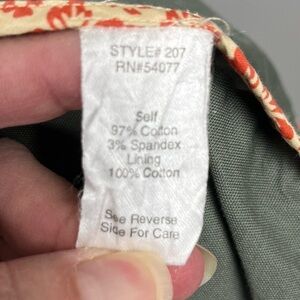 STYLE# 207
RN#54077
Self
97% Cotton
3% Spandex
Lining
100% Cotton
See Reverse
Side For Care